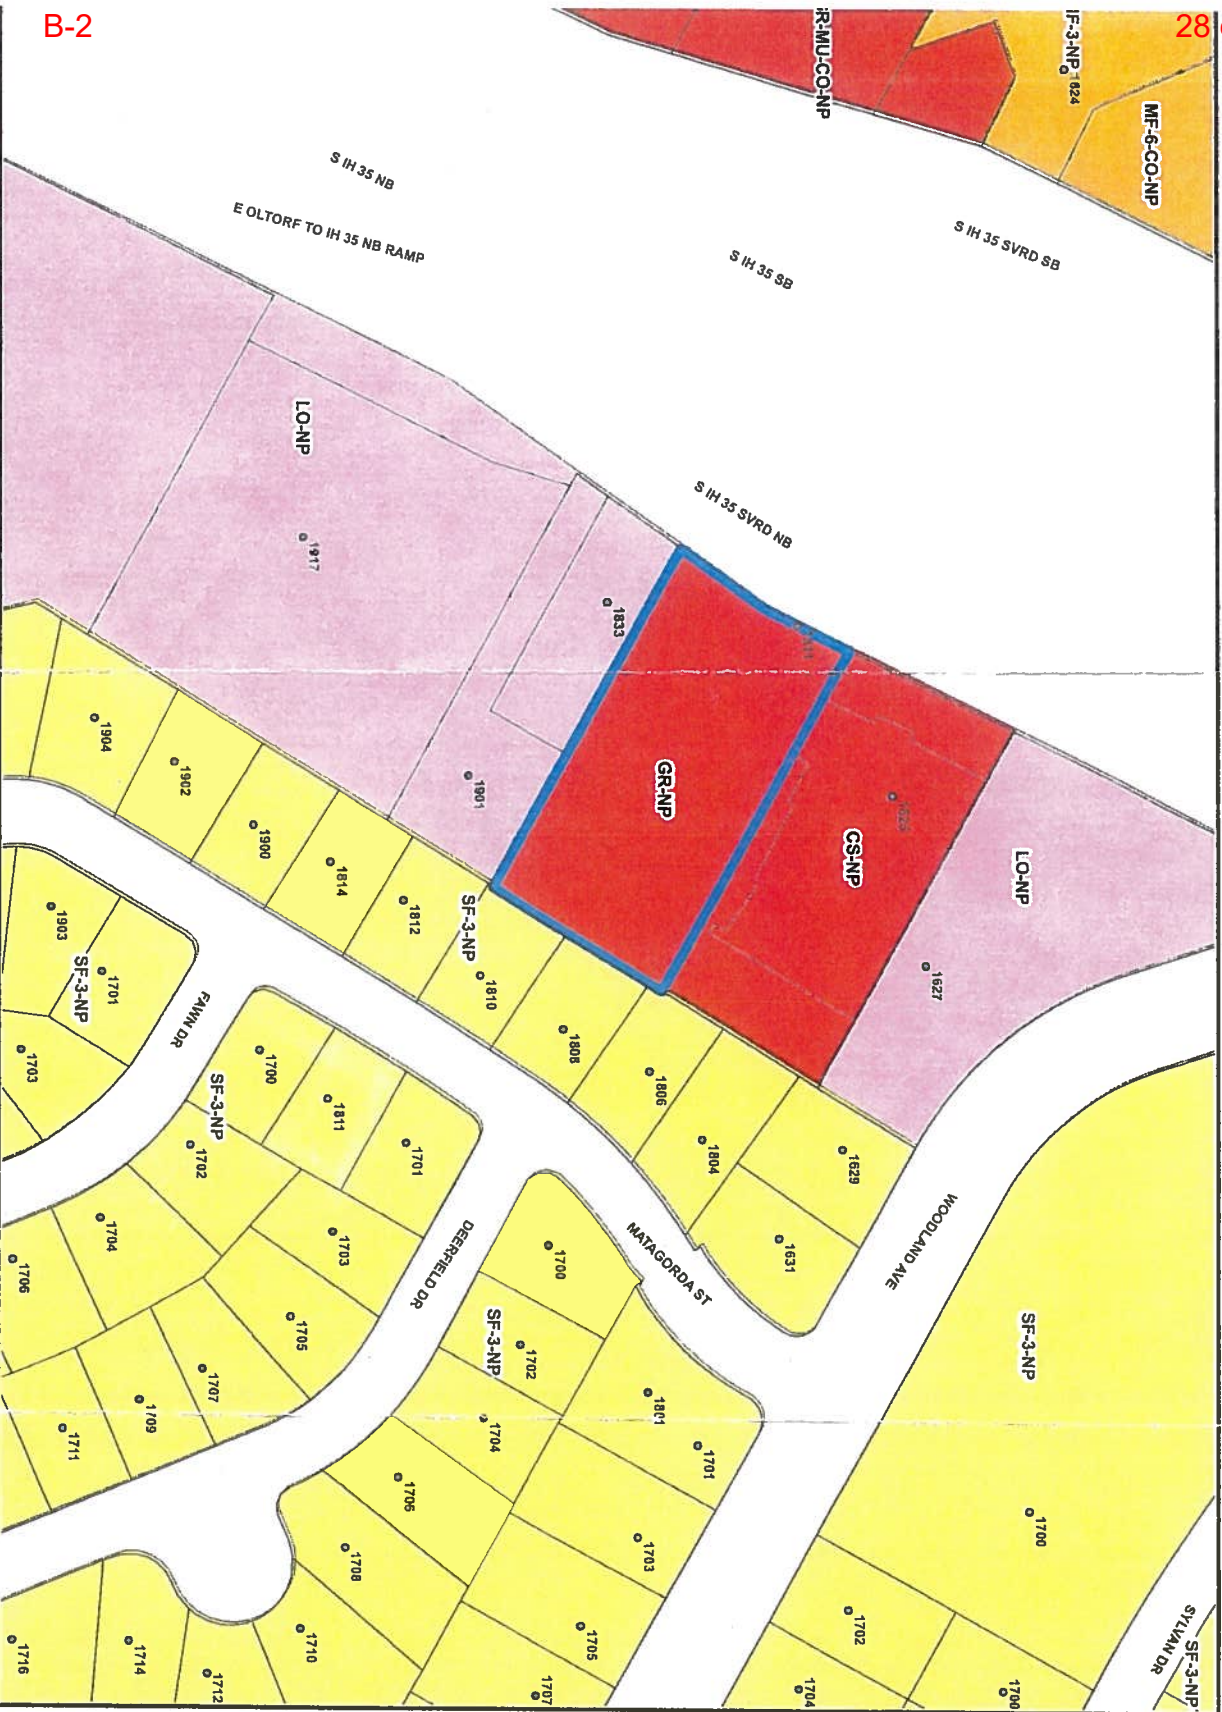 B-2
28
R-MU-CO-NP
IF-3-NP
1624
MF-6-CO-NP
S IH 35 NB
E OLTORF TO IH 35 NB RAMP
S IH 35 SB
S IH 35 SVRD SB
S IH 35 SVRD NB
LO-NP
1917
1833
1901
GR-NP
CS-NP
LO-NP
1627
1904
1902
1900
1814
1812
SF-3-NP
1810
1808
1806
1804
1629
1631
1903
1701
SF-3-NP
1703
FAWN DR
1700
1811
1701
SF-3-NP
1702
1704
1706
1703
1705
1707
1709
1711
DEERFIELD DR
MATAGORDA ST
WOODLAND AVE
1700
1702
SF-3-NP
1704
1706
1708
1710
1712
1714
1716
1801
1701
1703
1705
1707
SF-3-NP
1700
1702
1704
1700
SYLVAN DR
SF-3-NP